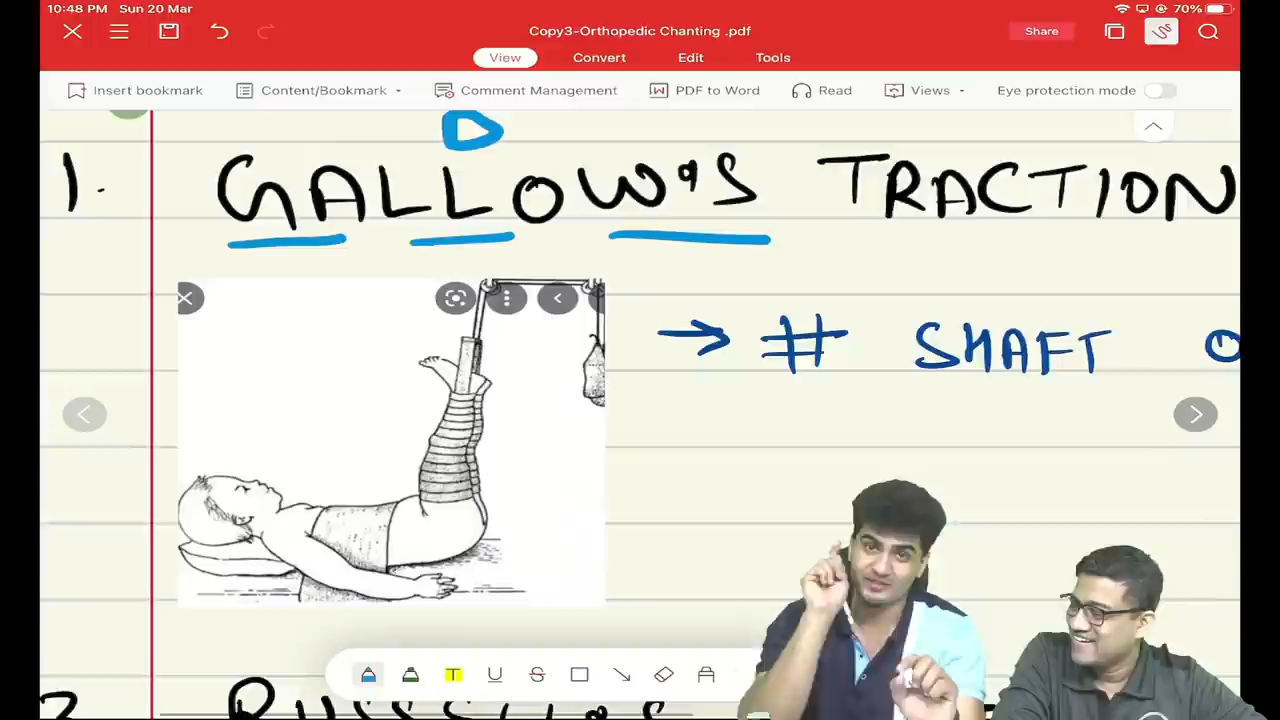 10:48 PM Sun 20 Mar 70%
Copy3-Orthopedic Chanting .pdf
Share
View Convert Edit Tools
Insert bookmark Content/Bookmark Comment Management PDF to Word Read Views Eye protection mode
1. GALLOW'S TRACTION
→ # SHAFT
T U S